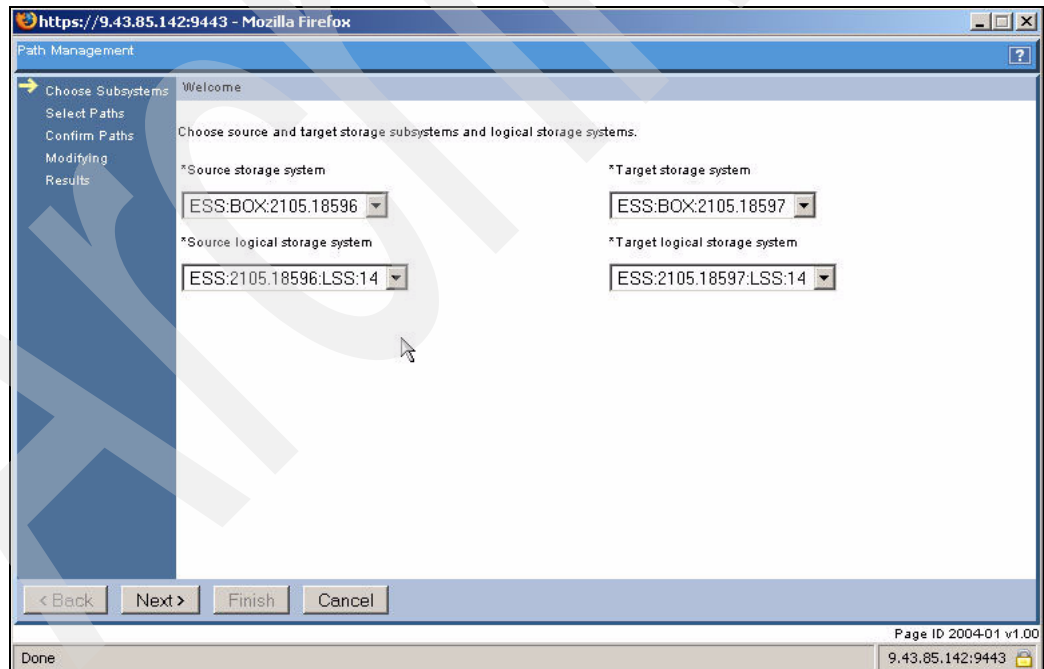 https://9.43.85.142:9443 - Mozilla Firefox
Path Management
?
Choose Subsystems
Select Paths
Confirm Paths
Modifying
Results
Welcome
Choose source and target storage subsystems and logical storage systems.
*Source storage system
*Target storage system
ESS:BOX:2105.18596
ESS:BOX:2105.18597
*Source logical storage system
*Target logical storage system
ESS:2105.18596:LSS:14
ESS:2105.18597:LSS:14
< Back
Next >
Finish
Cancel
Page ID 2004-01 v1.00
Done
9.43.85.142:9443